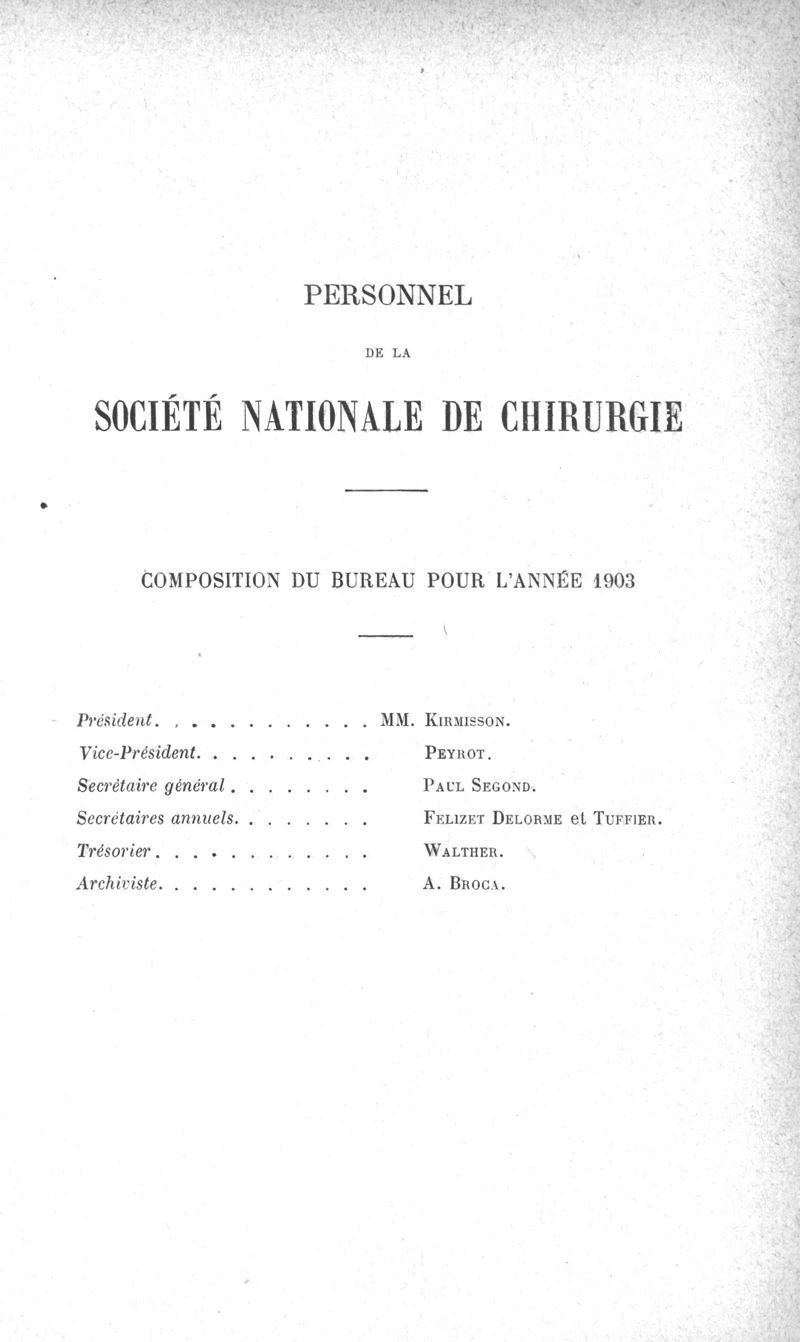 PERSONNEL
DE LA
SOCIÉTÉ NATIONALE DE CHIRURGIE
COMPOSITION DU BUREAU POUR L'ANNÉE 1903
Président. . . . . . . . . . . . MM. KIRMISSON.
Vice-Président. . . . . . . . . . PEYROT.
Secrétaire général . . . . . . . . PAUL SEGOND.
Secrétaires annuels. . . . . . . . FELIZET DELORME et TUFFIER.
Trésorier . . . . . . . . . . . . WALTHER.
Archiviste. . . . . . . . . . . . A. BROCA.